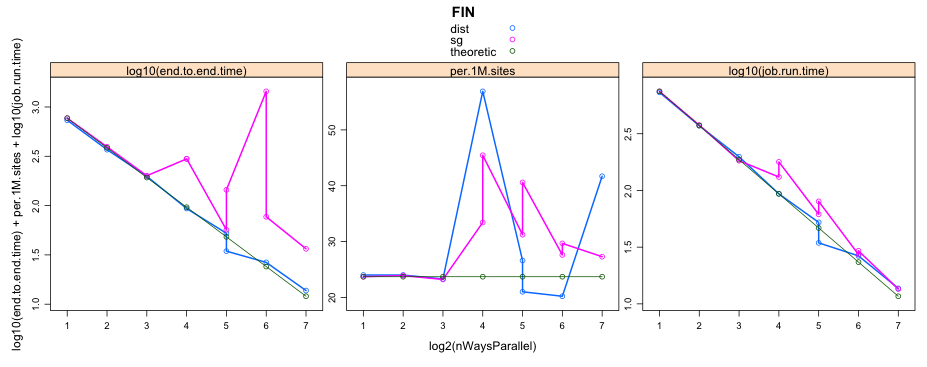 FIN
dist
sg
theoretic
log10(end.to.end.time) + per.1M.sites + log10(job.run.time)
log10(end.to.end.time)
1.0 1.5 2.0 2.5 3.0
1 2 3 4 5 6 7
per.1M.sites
20 30 40 50
1 2 3 4 5 6 7
log10(job.run.time)
1.0 1.5 2.0 2.5
1 2 3 4 5 6 7
log2(nWaysParallel)